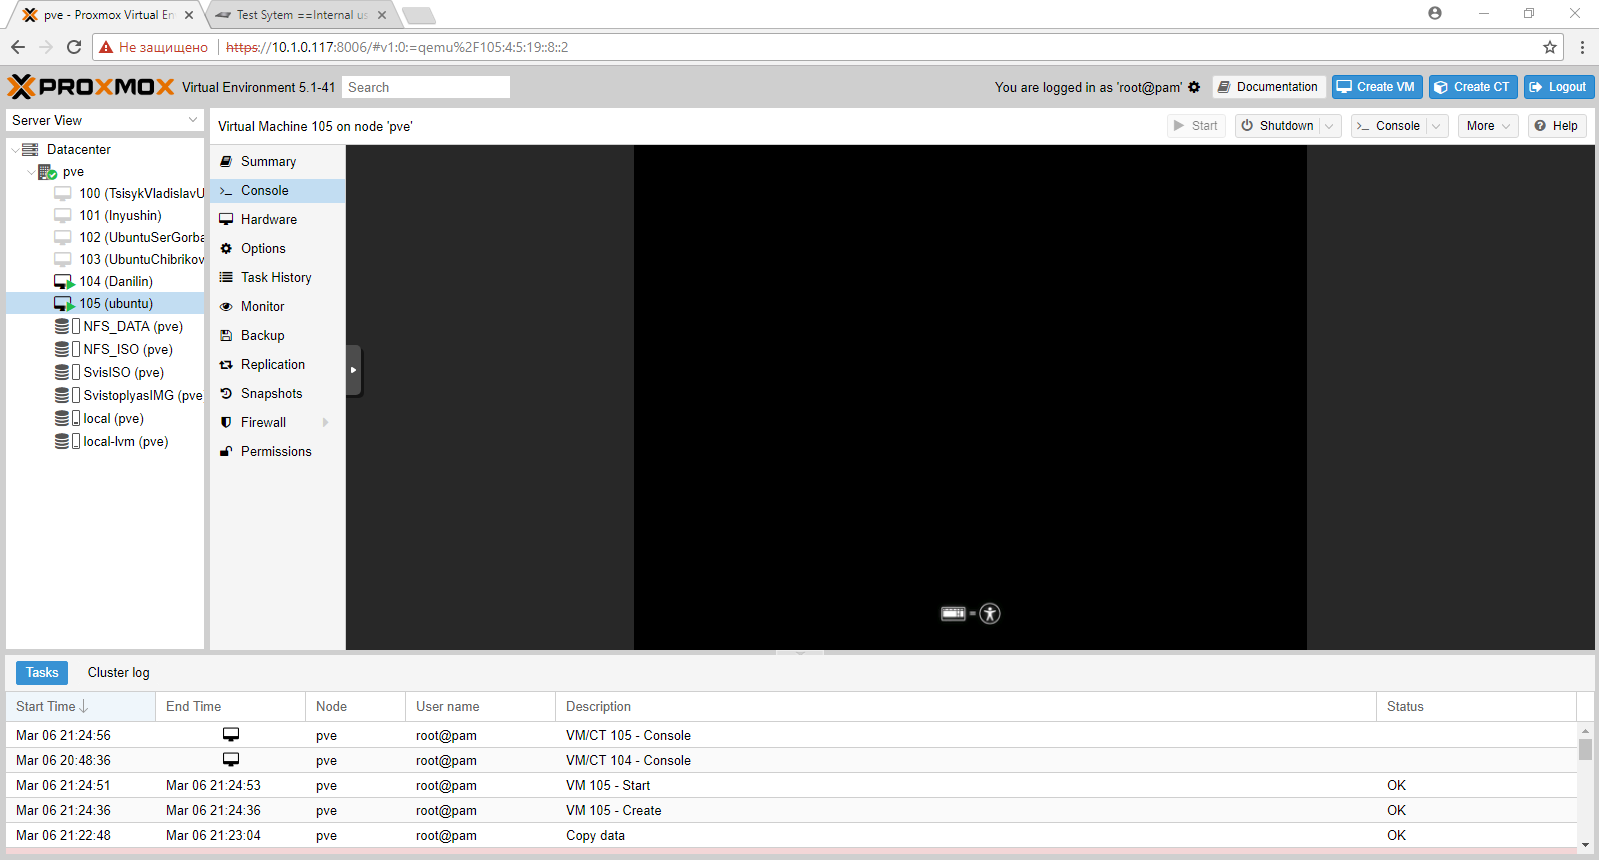 pve - Proxmox Virtual En
Test Sytem ==Internal us
Не защищено https://10.1.0.117:8006/#v1:0:=qemu%2F105:4:5:19::8::2
PROXMOX Virtual Environment 5.1-41 Search You are logged in as 'root@pam' Documentation Create VM Create CT Logout
Server View
Virtual Machine 105 on node 'pve' Start Shutdown >_ Console More Help
Datacenter
pve
100 (TsisykVladislavU
101 (Inyushin)
102 (UbuntuSerGorba
103 (UbuntuChibrikov
104 (Danilin)
105 (ubuntu)
NFS_DATA (pve)
NFS_ISO (pve)
SvisISO (pve)
SvistoplyasIMG (pve
local (pve)
local-lvm (pve)
Summary
>_ Console
Hardware
Options
Task History
Monitor
Backup
Replication
Snapshots
Firewall
Permissions
Tasks Cluster log
Start Time End Time Node User name Description Status
Mar 06 21:24:56 pve root@pam VM/CT 105 - Console
Mar 06 20:48:36 pve root@pam VM/CT 104 - Console
Mar 06 21:24:51 Mar 06 21:24:53 pve root@pam VM 105 - Start OK
Mar 06 21:24:36 Mar 06 21:24:36 pve root@pam VM 105 - Create OK
Mar 06 21:22:48 Mar 06 21:23:04 pve root@pam Copy data OK